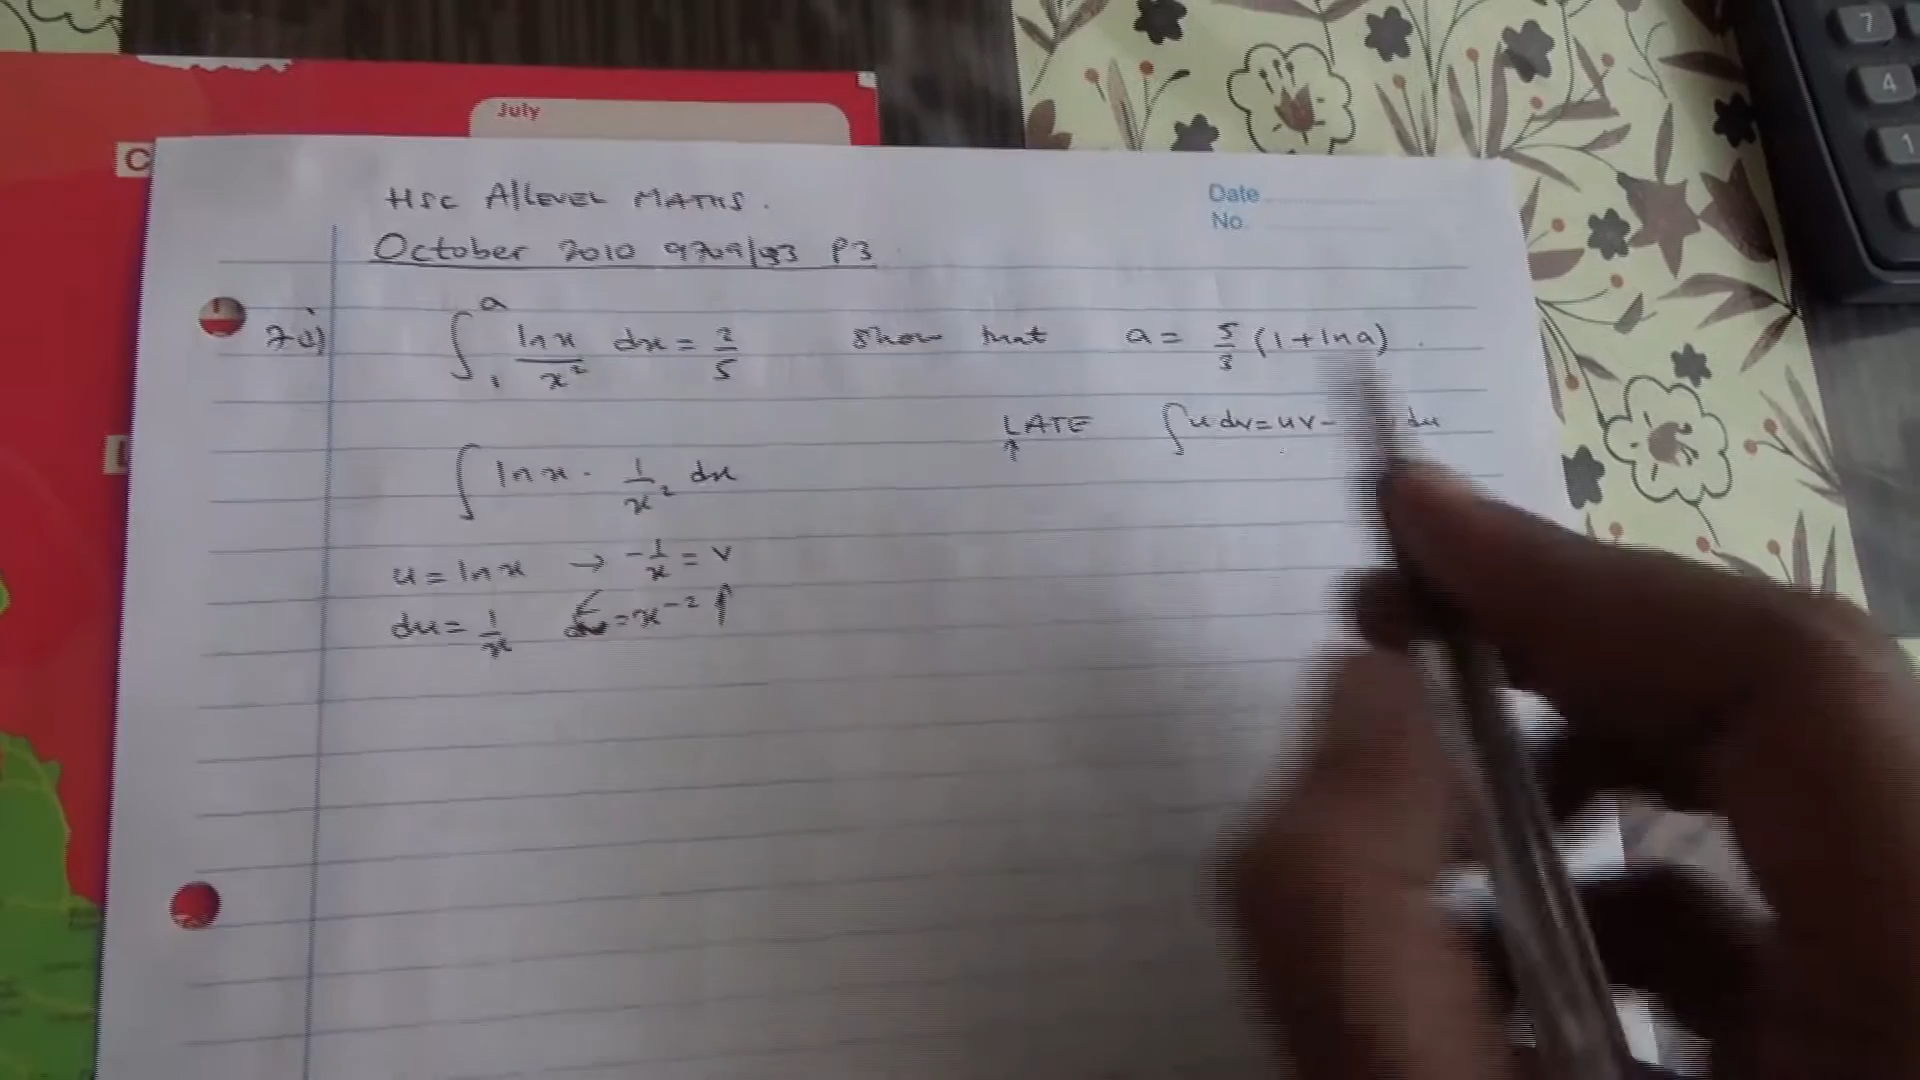 July
C
HSC A/LEVEL MATHS.
Date
No.
October 2010 9709/33 P3
7(i) ∫₁ᵃ ln x / x² dx = 2/5 show that a = 5/3 (1 + ln a).
LATE ∫u dv = uv - du
↑
∫ ln x · 1/x² dx
u = ln x → -1/x = v
du = 1/x = x⁻² ↑
7
4
1